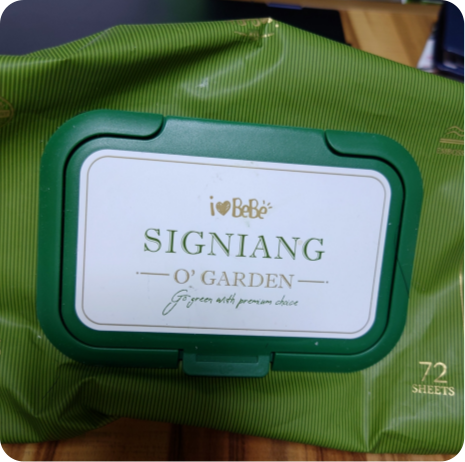 i♥BeBe
SIGNIANG
O' GARDEN
Go green with premium choice
72
SHEETS